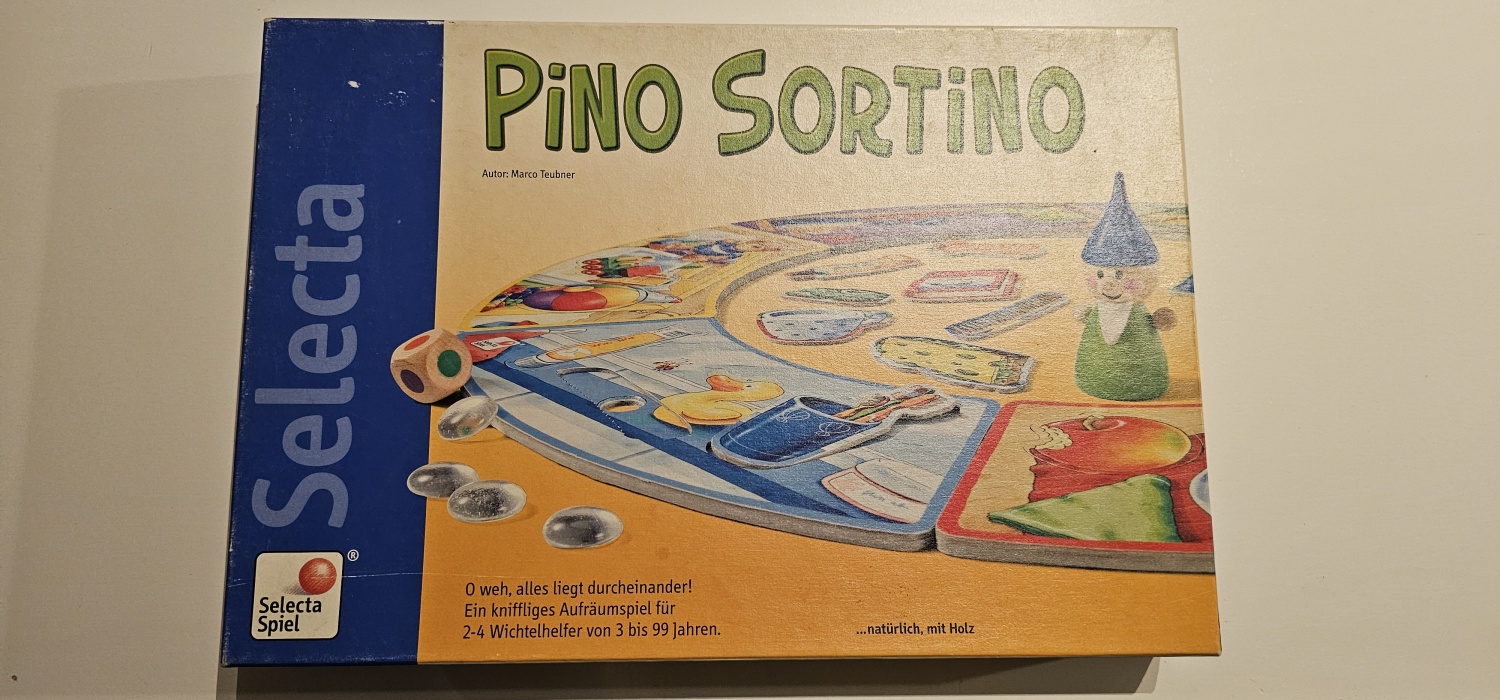 PiNO SORTiNO
Autor: Marco Teubner
Selecta
Selecta
Spiel
®
O weh, alles liegt durcheinander!
Ein kniffliges Aufräumspiel für
2-4 Wichtelhelfer von 3 bis 99 Jahren.
...natürlich, mit Holz